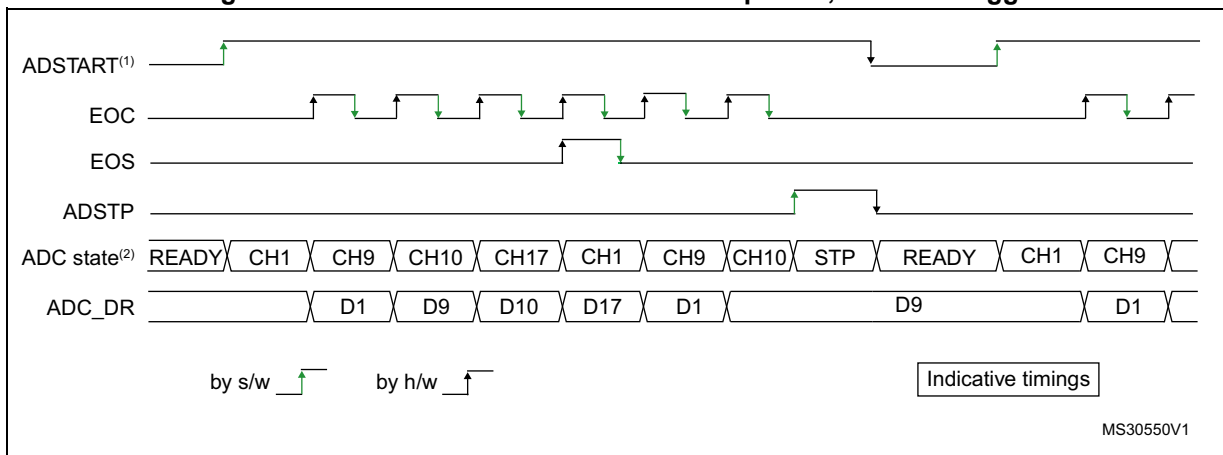 ADSTART(1)
EOC
EOS
ADSTP
ADC state(2) READY CH1 CH9 CH10 CH17 CH1 CH9 CH10 STP READY CH1 CH9
ADC_DR D1 D9 D10 D17 D1 D9 D1
by s/w by h/w Indicative timings
MS30550V1